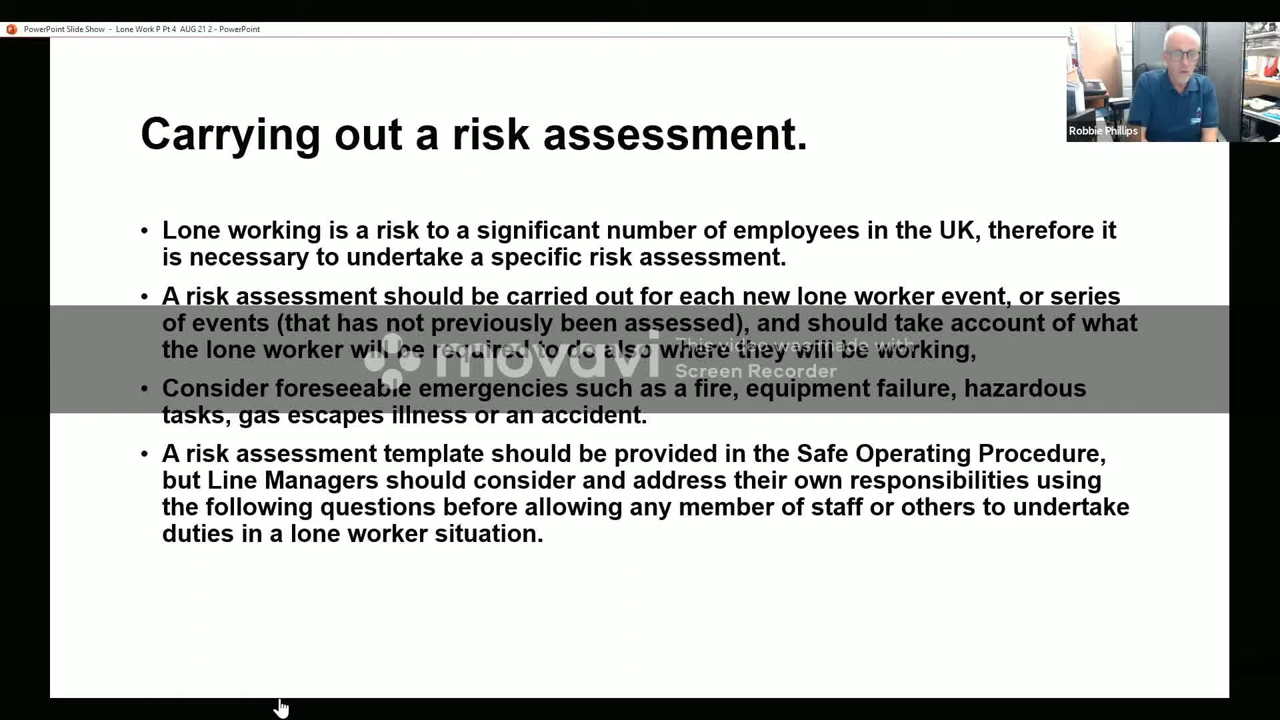 PowerPoint Slide Show - Lone Work P Pt 4 AUG 21 2 - PowerPoint
Robbie Phillips
Carrying out a risk assessment.
• Lone working is a risk to a significant number of employees in the UK, therefore it
is necessary to undertake a specific risk assessment.
• A risk assessment should be carried out for each new lone worker event, or series
of events (that has not previously been assessed), and should take account of what
the lone worker will be required to do also where they will be working,
movavi
This video was made with
Screen Recorder
• Consider foreseeable emergencies such as a fire, equipment failure, hazardous
tasks, gas escapes illness or an accident.
• A risk assessment template should be provided in the Safe Operating Procedure,
but Line Managers should consider and address their own responsibilities using
the following questions before allowing any member of staff or others to undertake
duties in a lone worker situation.